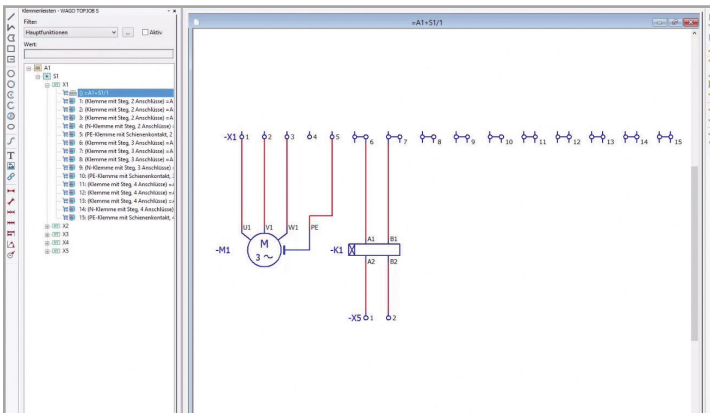 Klemmenleisten - WAGO TOPJOB S
Filter:
Hauptfunktionen
...
Aktiv
Wert:
A1
S1
X1
=A1+S1/1
1: (Klemme mit Steg, 2 Anschlüsse) =A
2: (Klemme mit Steg, 2 Anschlüsse) =A
3: (Klemme mit Steg, 2 Anschlüsse) =A
4: (N-Klemme mit Steg, 2 Anschlüsse)
5: (PE-Klemme mit Schienenkontakt, 2
6: (Klemme mit Steg, 3 Anschlüsse) =A
7: (Klemme mit Steg, 3 Anschlüsse) =A
8: (Klemme mit Steg, 3 Anschlüsse) =A
9: (N-Klemme mit Steg, 3 Anschlüsse)
10: (PE-Klemme mit Schienenkontakt,
11: (Klemme mit Steg, 4 Anschlüsse) =
12: (Klemme mit Steg, 4 Anschlüsse) =
13: (Klemme mit Steg, 4 Anschlüsse) =
14: (N-Klemme mit Steg, 4 Anschlüsse)
15: (PE-Klemme mit Schienenkontakt,
X2
X3
X4
X5
=A1+S1/1
-X1 1 2 3 4 5 6 7 8 9 10 11 12 13 14 15
U1 V1 W1 PE
A1 B1
-M1 M 3 ~
-K1
A2 B2
-X5 1 2